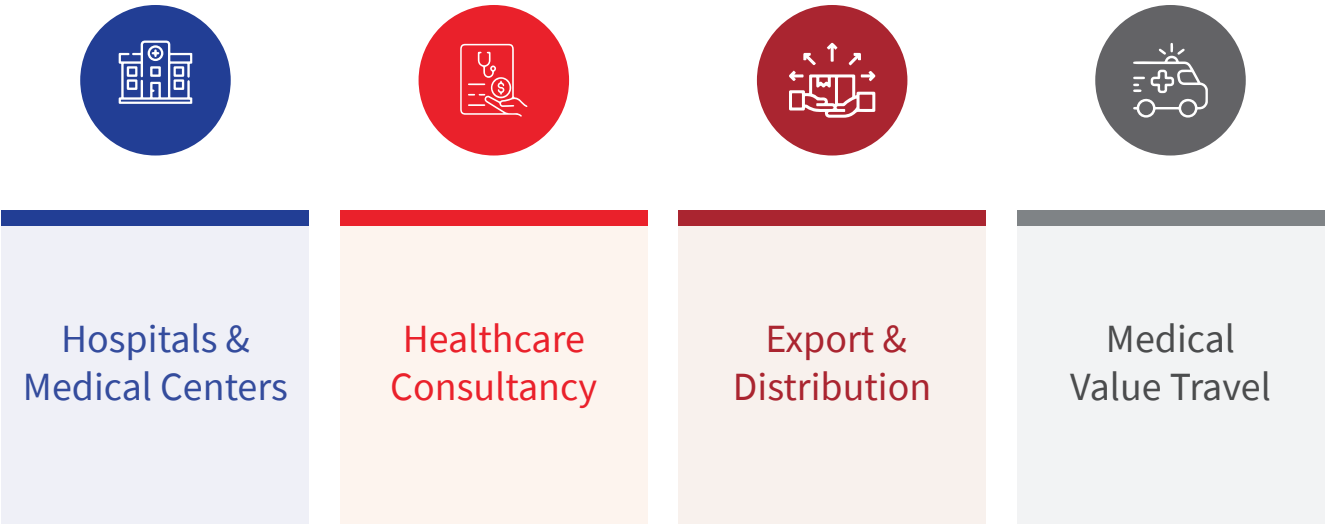 Hospitals &
Medical Centers
Healthcare
Consultancy
Export &
Distribution
Medical
Value Travel